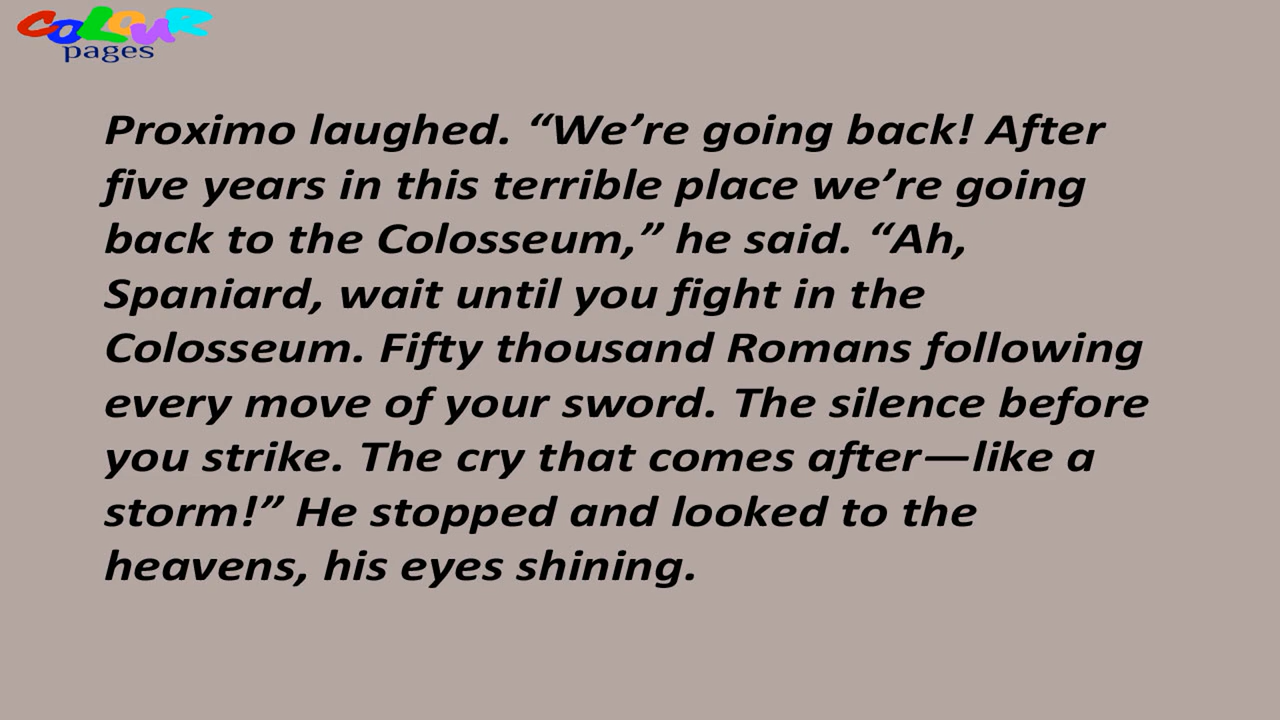 COLOUR
pages
Proximo laughed. “We’re going back! After
five years in this terrible place we’re going
back to the Colosseum,” he said. “Ah,
Spaniard, wait until you fight in the
Colosseum. Fifty thousand Romans following
every move of your sword. The silence before
you strike. The cry that comes after—like a
storm!” He stopped and looked to the
heavens, his eyes shining.